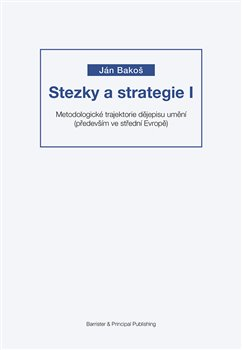 Ján Bakoš
Stezky a strategie I
Metodologické trajektorie dějepisu umění
(především ve střední Evropě)
Barrister & Principal Publishing